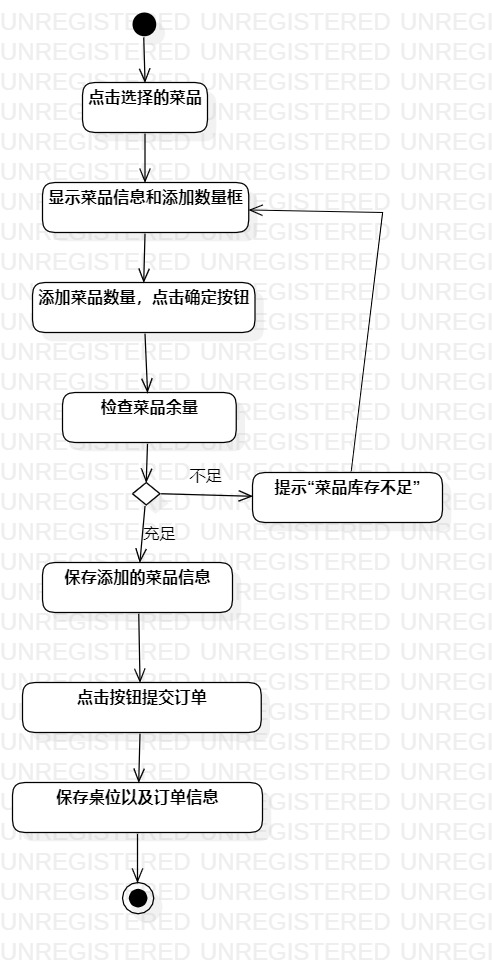 点击选择的菜品
显示菜品信息和添加数量框
添加菜品数量，点击确定按钮
检查菜品余量
不足
提示“菜品库存不足”
充足
保存添加的菜品信息
点击按钮提交订单
保存桌位以及订单信息
UNREGISTERED